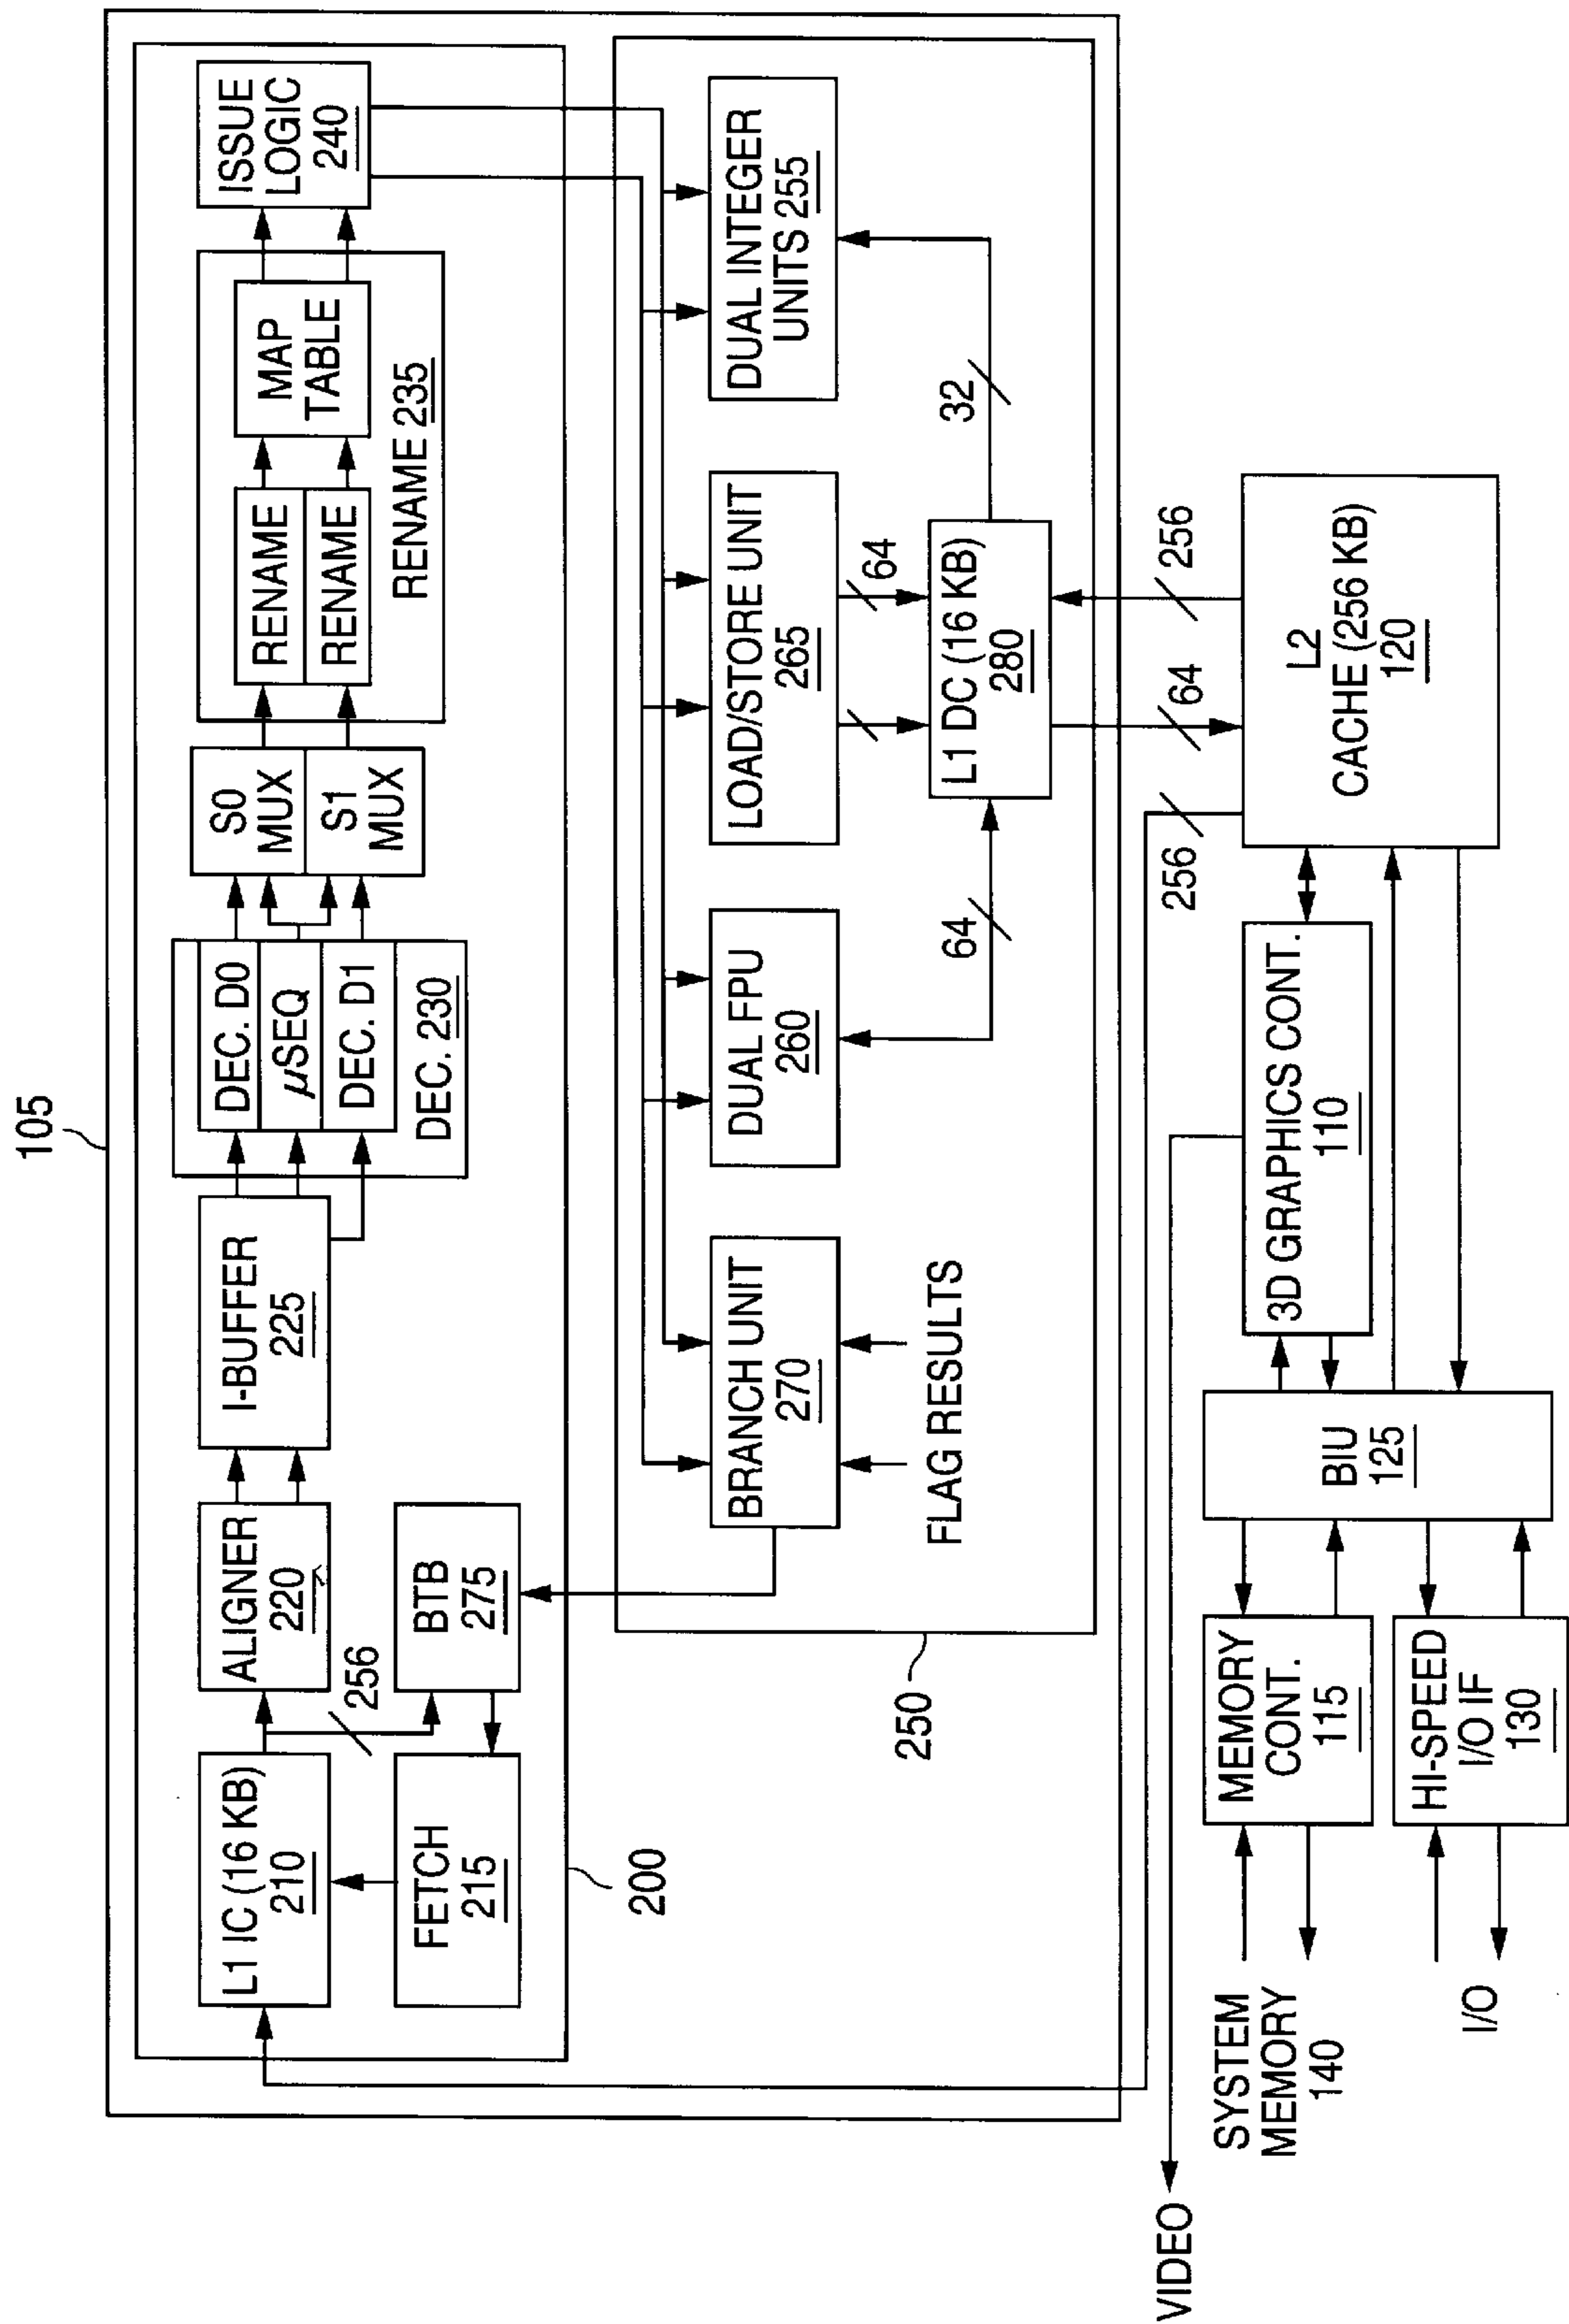 105
L1 IC (16 KB)
210
ALIGNER
220
I-BUFFER
225
DEC. D0
µSEQ
DEC. D1
DEC. 230
S0
MUX
S1
MUX
RENAME
RENAME
MAP
TABLE
RENAME 235
ISSUE
LOGIC
240
FETCH
215
256
BTB
275
200
BRANCH UNIT
270
FLAG RESULTS
DUAL FPU
260
LOAD/STORE UNIT
265
DUAL INTEGER
UNITS 255
64
64
32
L1 DC (16 KB)
280
250
256
64
256
L2
CACHE (256 KB)
120
VIDEO
3D GRAPHICS CONT.
110
BIU
125
MEMORY
CONT.
115
HI-SPEED
I/O IF
130
SYSTEM
MEMORY
140
I/O